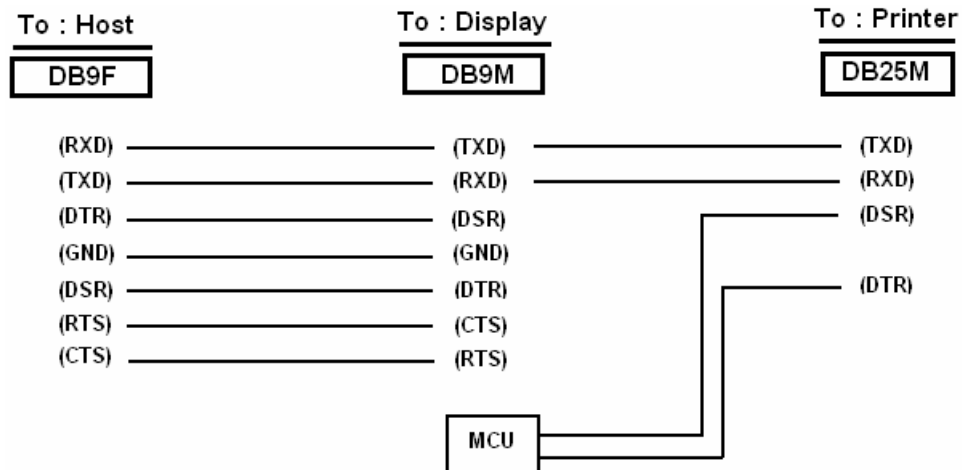 To : Host To : Display To : Printer
DB9F DB9M DB25M
(RXD) (TXD) (TXD)
(TXD) (RXD) (RXD)
(DTR) (DSR) (DSR)
(GND) (GND)
(DSR) (DTR) (DTR)
(RTS) (CTS)
(CTS) (RTS)
MCU